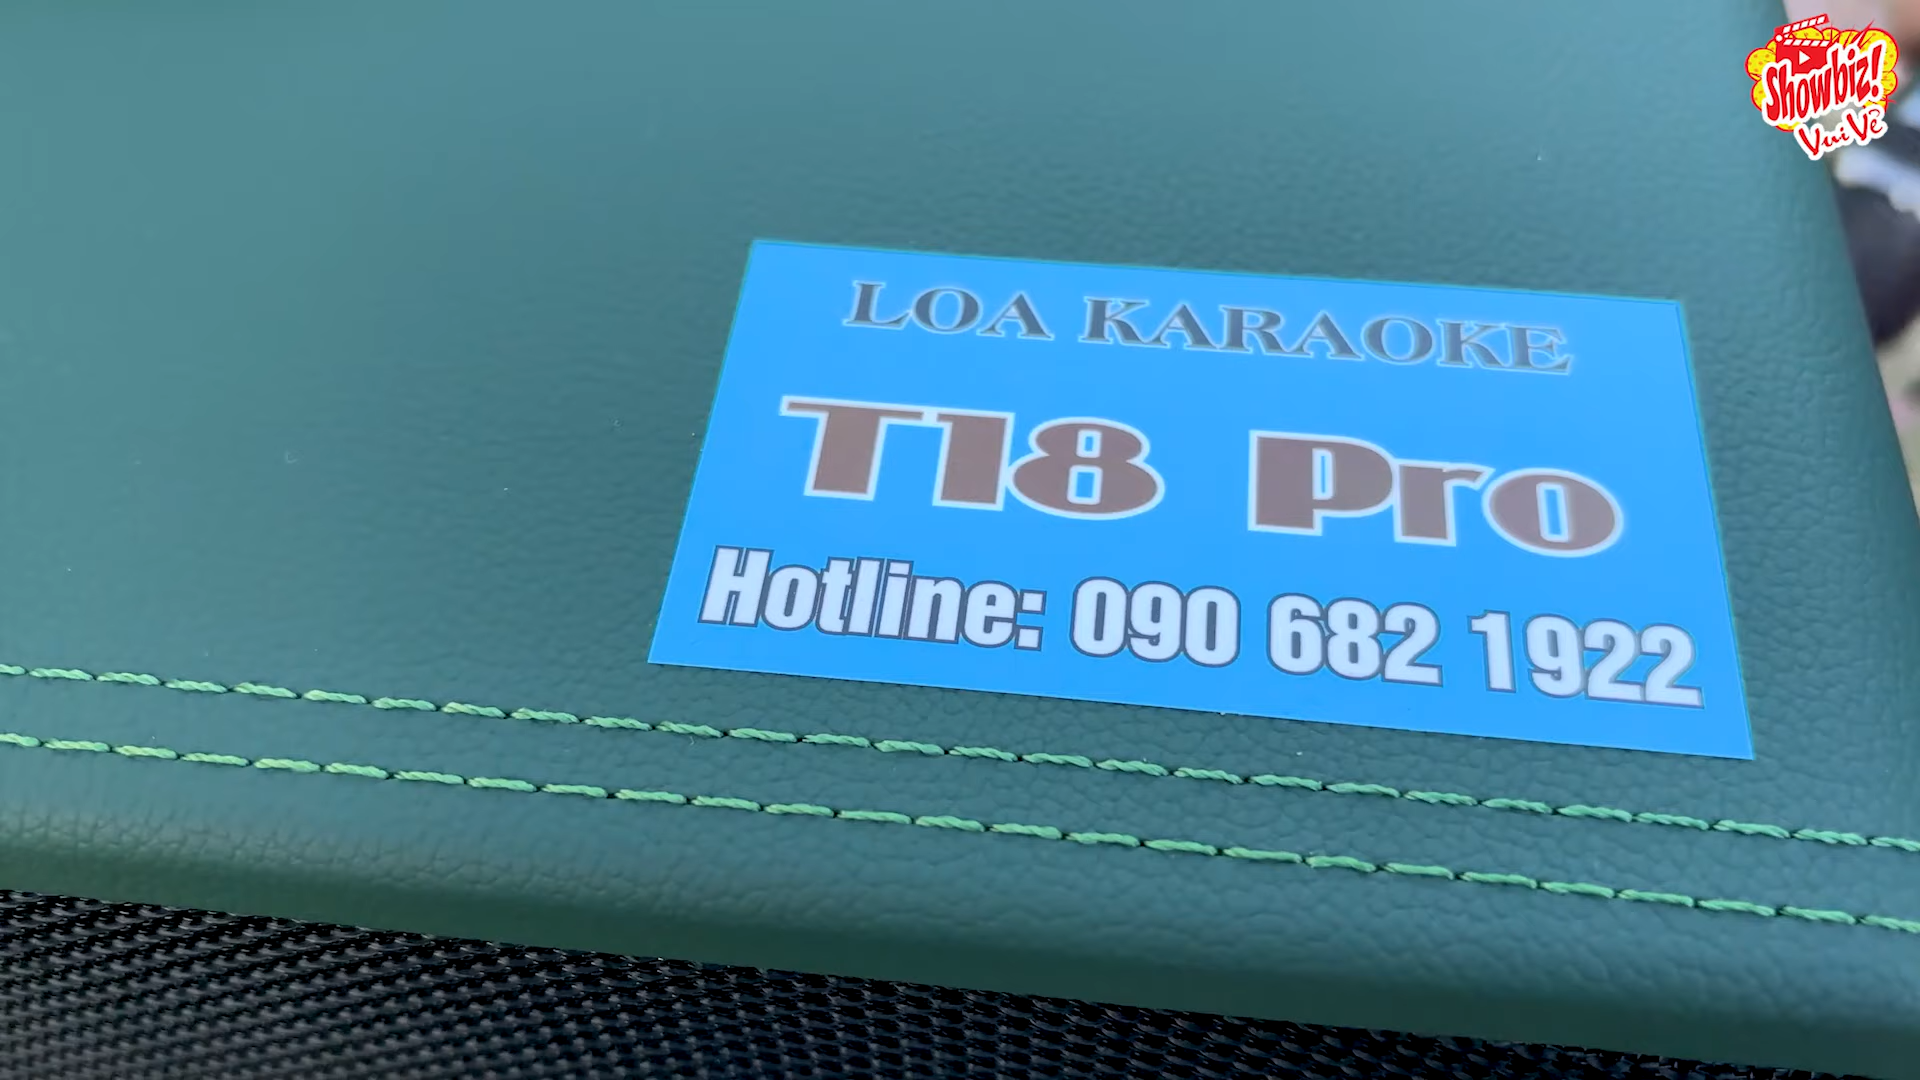 Showbiz!
Vui Vẻ
LOA KARAOKE
T18 Pro
Hotline: 090 682 1922